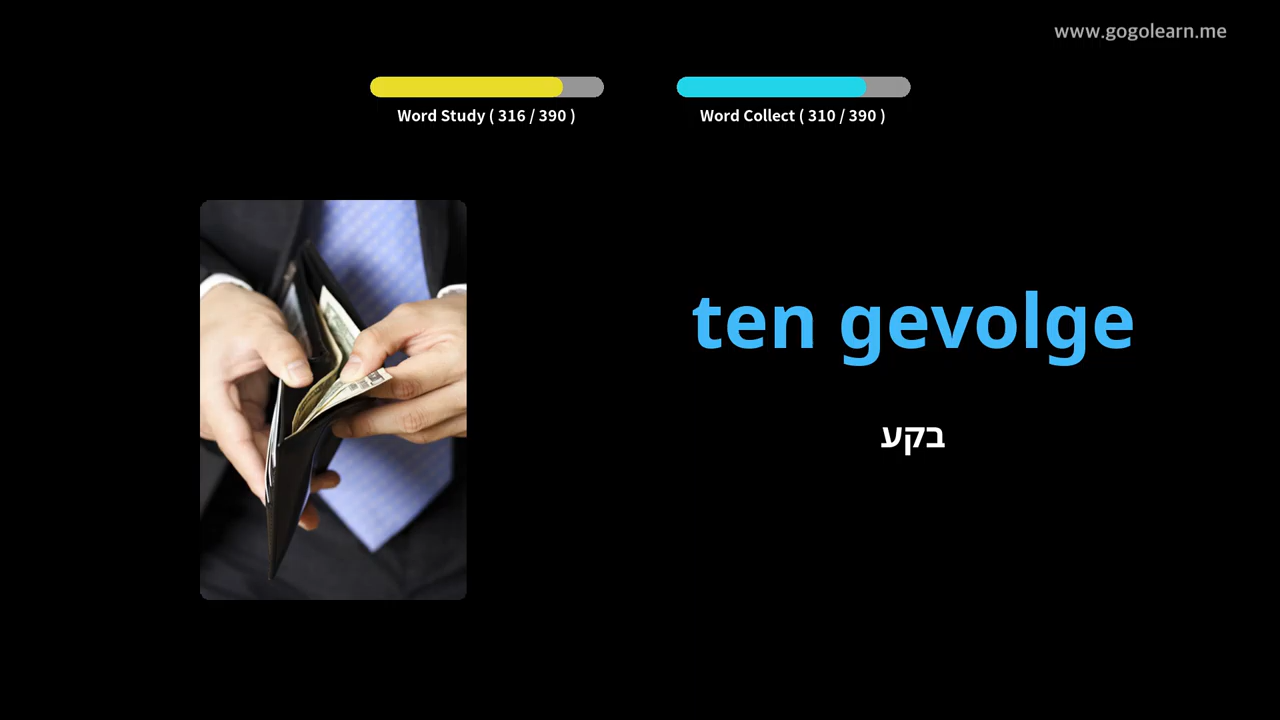 www.gogolearn.me
Word Study ( 316 / 390 )
Word Collect ( 310 / 390 )
ten gevolge
בקע